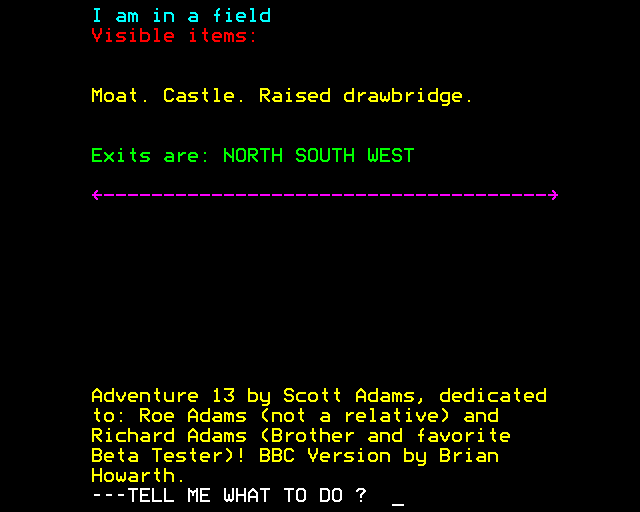 I am in a field
Visible items:
Moat. Castle. Raised drawbridge.
Exits are: NORTH SOUTH WEST
Adventure 13 by Scott Adams, dedicated
to: Roe Adams (not a relative) and
Richard Adams (Brother and favorite
Beta Tester)! BBC Version by Brian
Howarth.
---TELL ME WHAT TO DO ? _